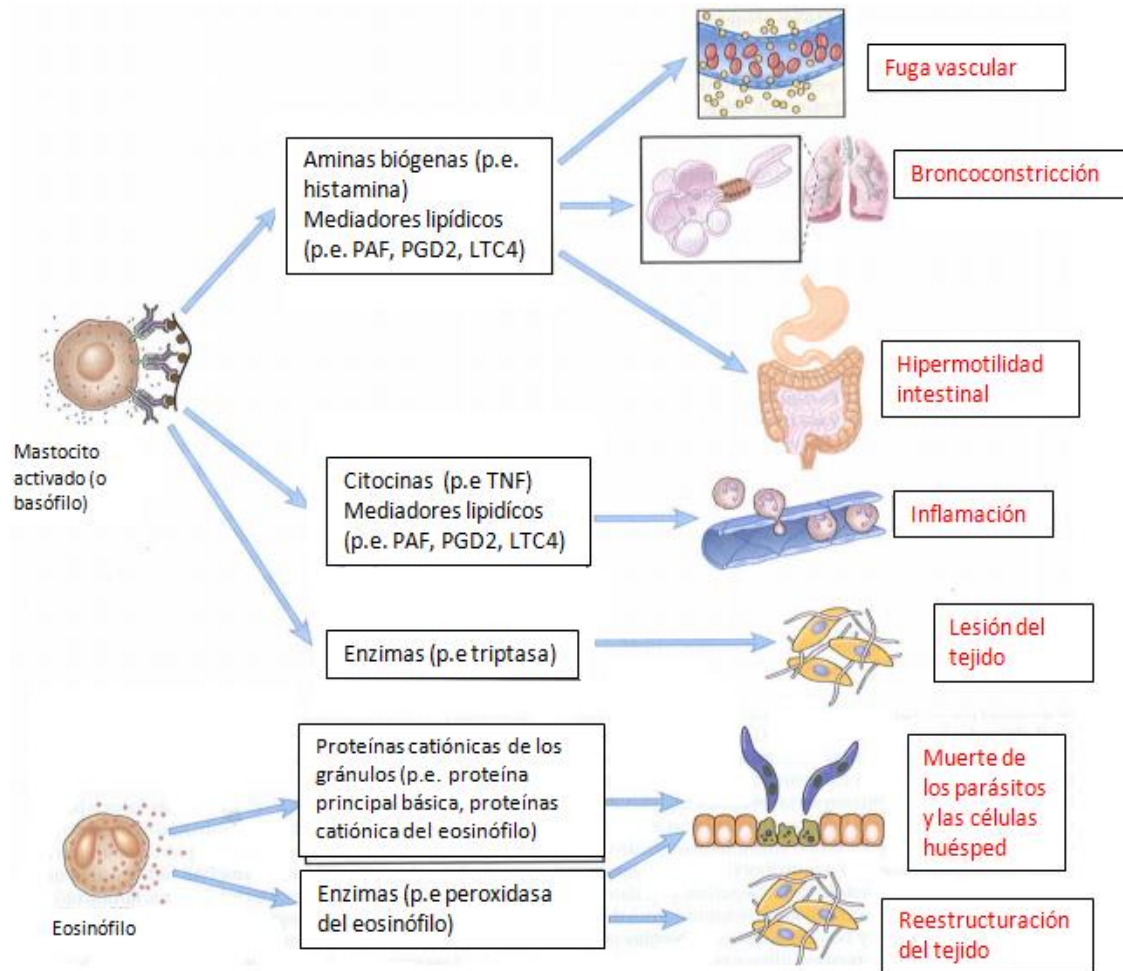 Fuga vascular
Aminas biógenas (p.e.
histamina)
Mediadores lipídicos
(p.e. PAF, PGD2, LTC4)
Broncoconstricción
Hipermotilidad
intestinal
Mastocito
activado (o
basófilo)
Citocinas (p.e TNF)
Mediadores lipidícos
(p.e. PAF, PGD2, LTC4)
Inflamación
Enzimas (p.e triptasa)
Lesión del
tejido
Proteínas catiónicas de los
gránulos (p.e. proteína
principal básica, proteínas
catiónica del eosinófilo)
Muerte de
los parásitos
y las células
huésped
Eosinófilo
Enzimas (p.e peroxidasa
del eosinófilo)
Reestructuración
del tejido